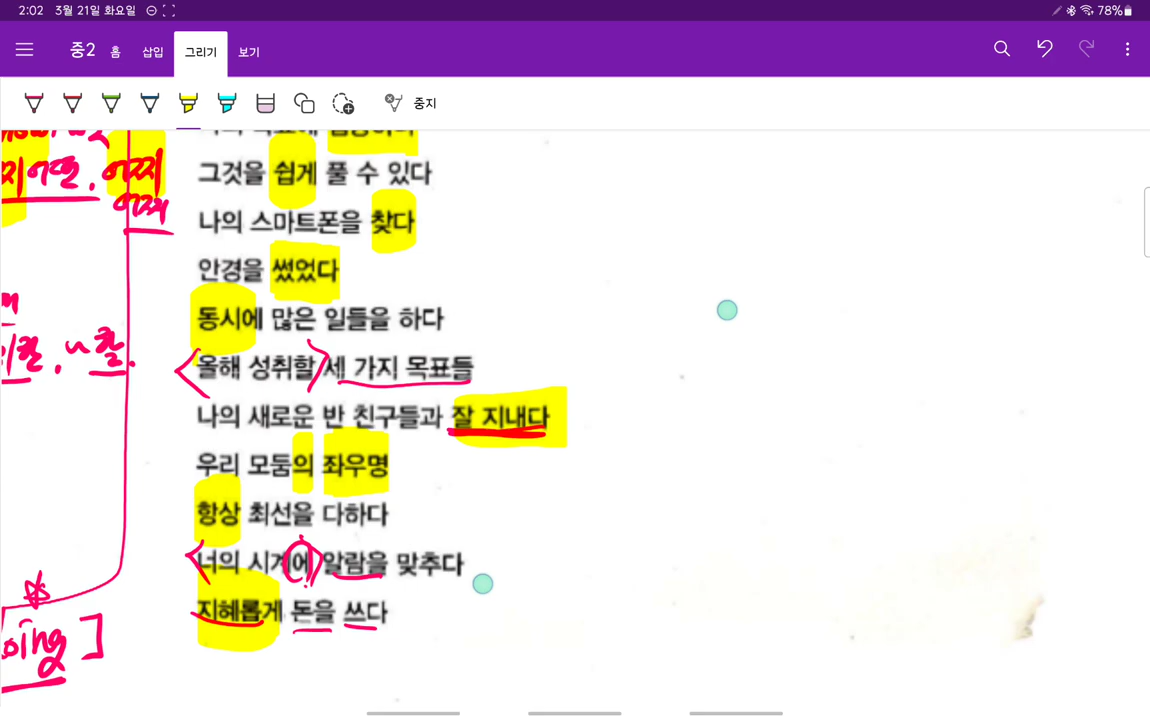 2:02 3월 21일 화요일 78%
중2 홈 삽입 그리기 보기
중지
그것을 쉽게 풀 수 있다
나의 스마트폰을 찾다
안경을 썼었다
동시에 많은 일들을 하다
올해 성취할 세 가지 목표들
나의 새로운 반 친구들과 잘 지내다
우리 모둠의 좌우명
항상 최선을 다하다
너의 시계에 알람을 맞추다
지혜롭게 돈을 쓰다
oing ]